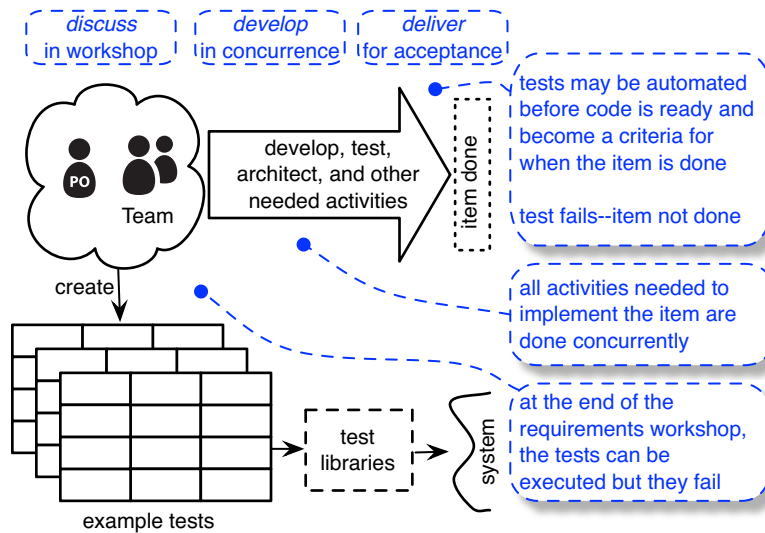 discuss
in workshop
develop
in concurrence
deliver
for acceptance
PO
Team
develop, test,
architect, and other
needed activities
item done
tests may be automated
before code is ready and
become a criteria for
when the item is done
test fails--item not done
create
all activities needed to
implement the item are
done concurrently
example tests
test
libraries
system
at the end of the
requirements workshop,
the tests can be
executed but they fail